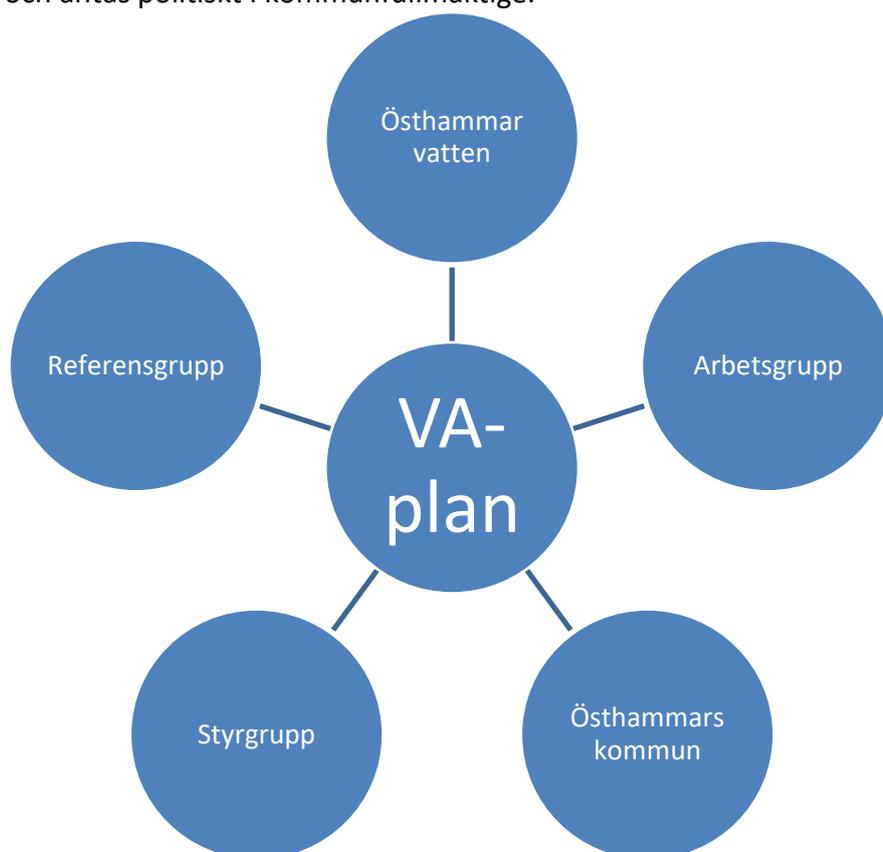 och antas politiskt i kommunfullmäktige.
Östhammar
vatten
Referensgrupp
Arbetsgrupp
VA-
plan
Styrgrupp
Östhammars
kommun